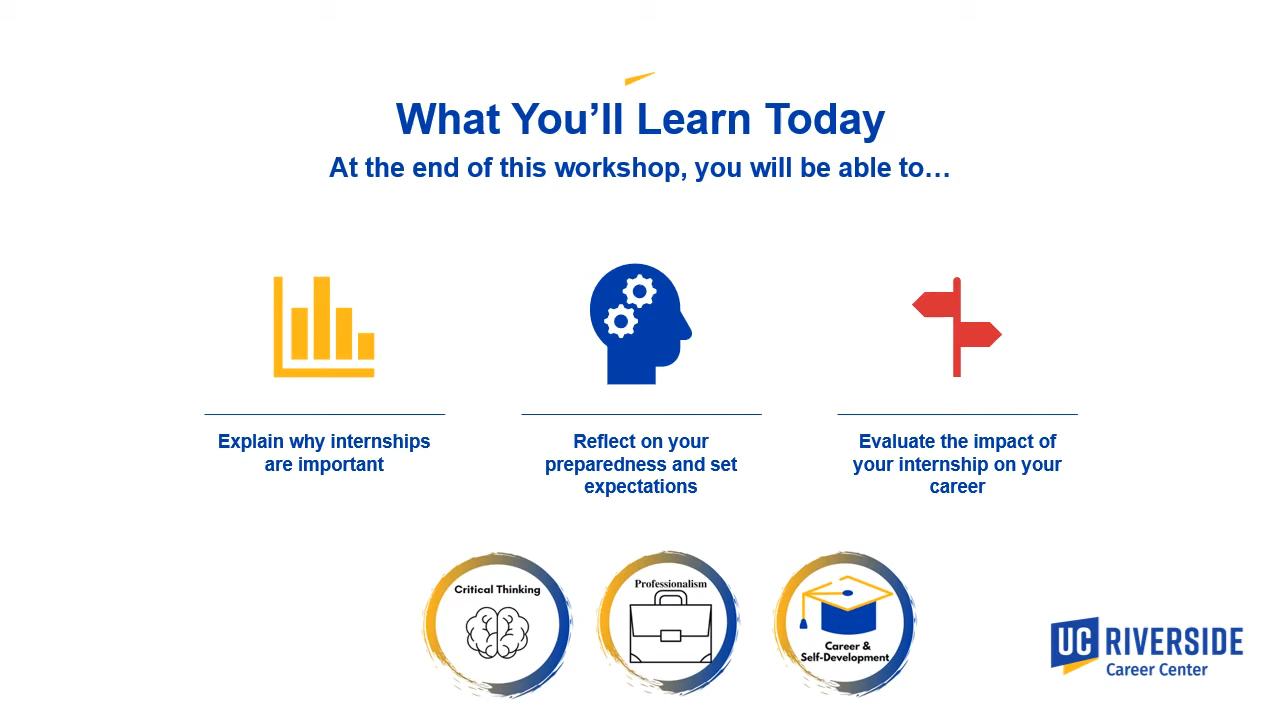 What You’ll Learn Today
At the end of this workshop, you will be able to…
Explain why internships
are important
Reflect on your
preparedness and set
expectations
Evaluate the impact of
your internship on your
career
Critical Thinking
Professionalism
Career &
Self-Development
UC RIVERSIDE
Career Center